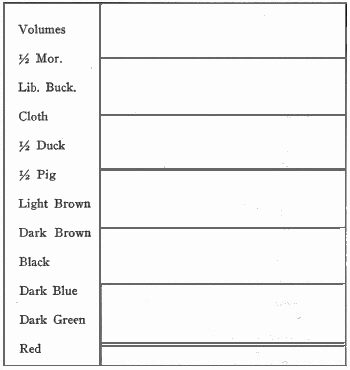 Volumes
½ Mor.
Lib. Buck.
Cloth
½ Duck
½ Pig
Light Brown
Dark Brown
Black
Dark Blue
Dark Green
Red